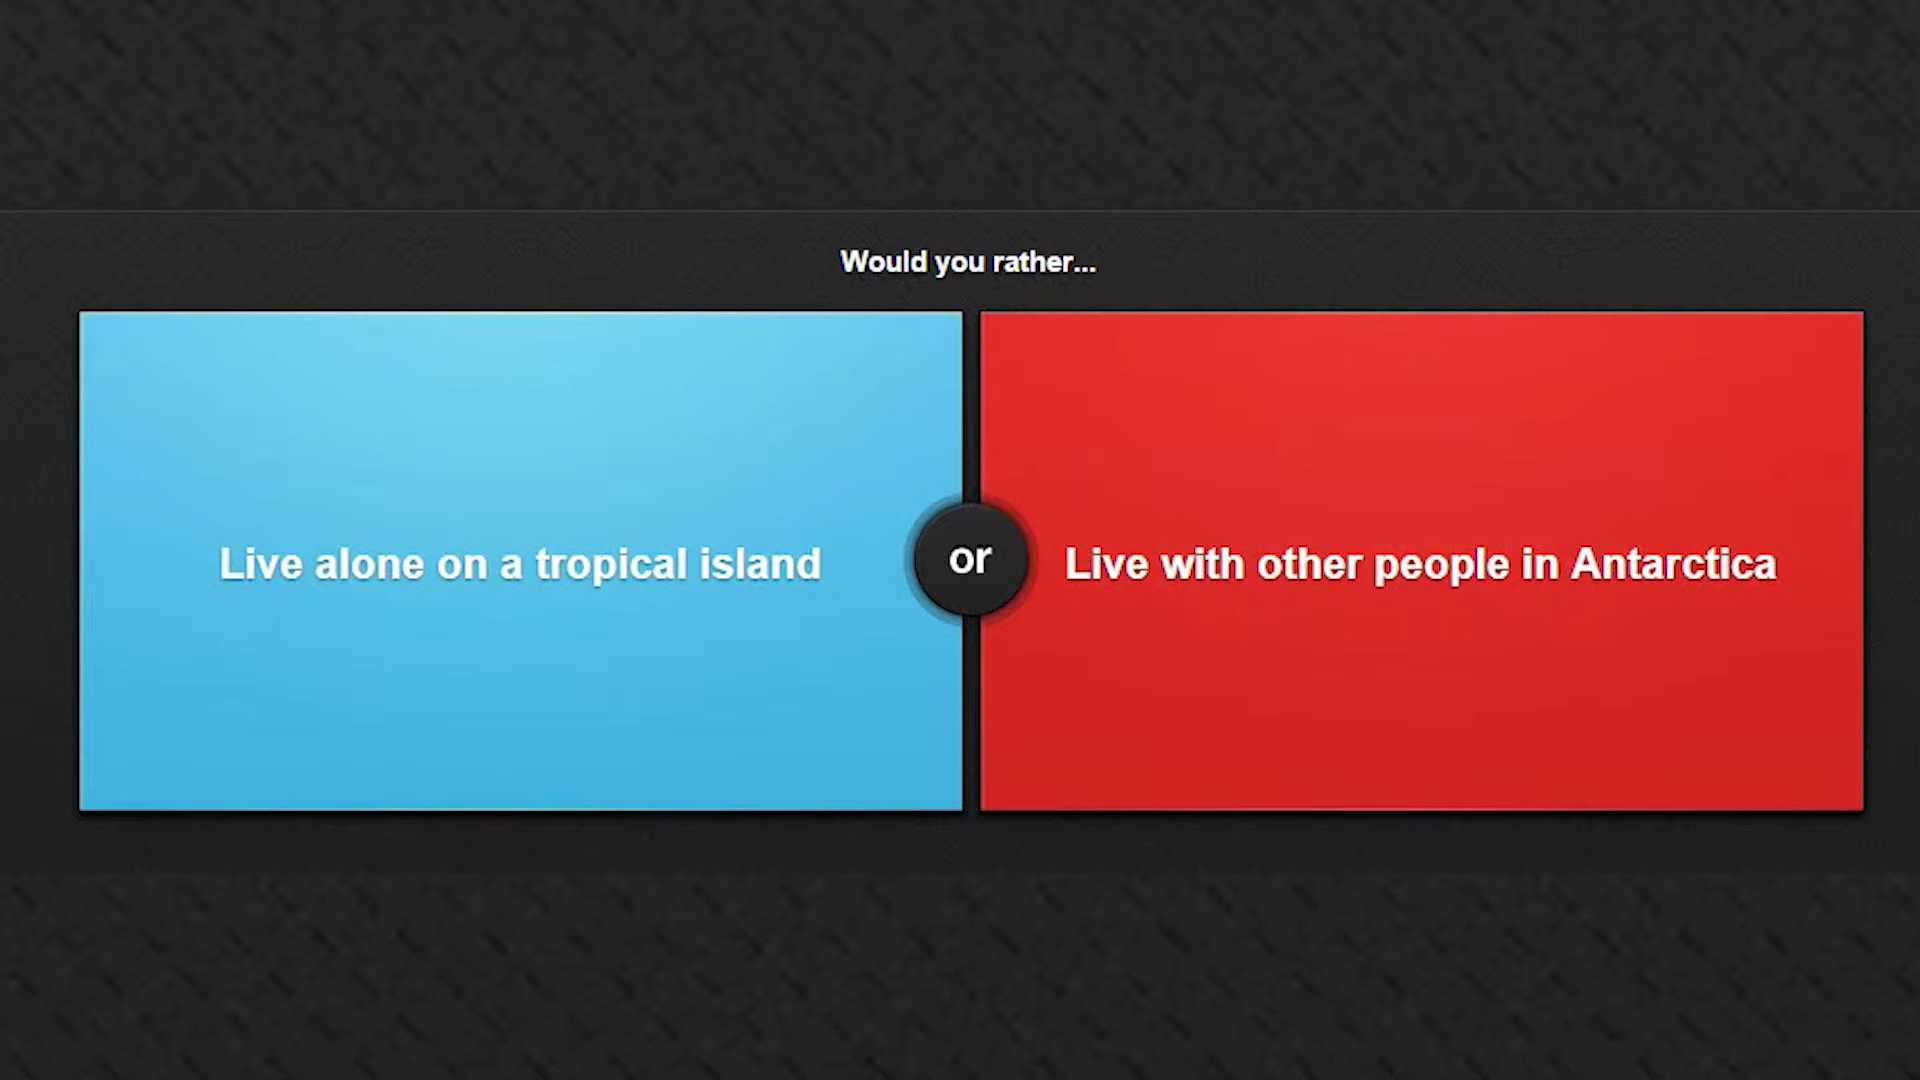 Would you rather...
Live alone on a tropical island
or
Live with other people in Antarctica